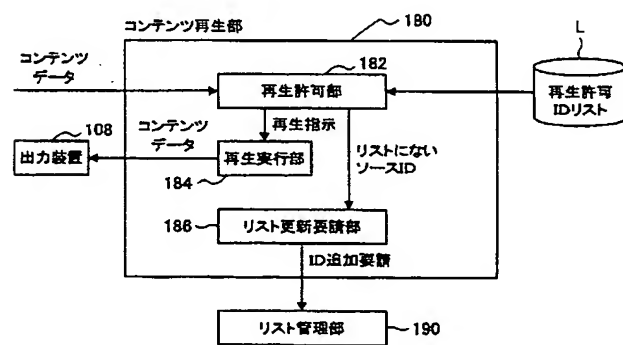 コンテンツ再生部
180
L
コンテンツ
データ
182
再生許可部
再生許可
IDリスト
108
コンテンツ
データ
再生指示
出力装置
再生実行部
184
リストにない
ソースID
186
リスト更新要請部
ID追加要請
リスト管理部
190